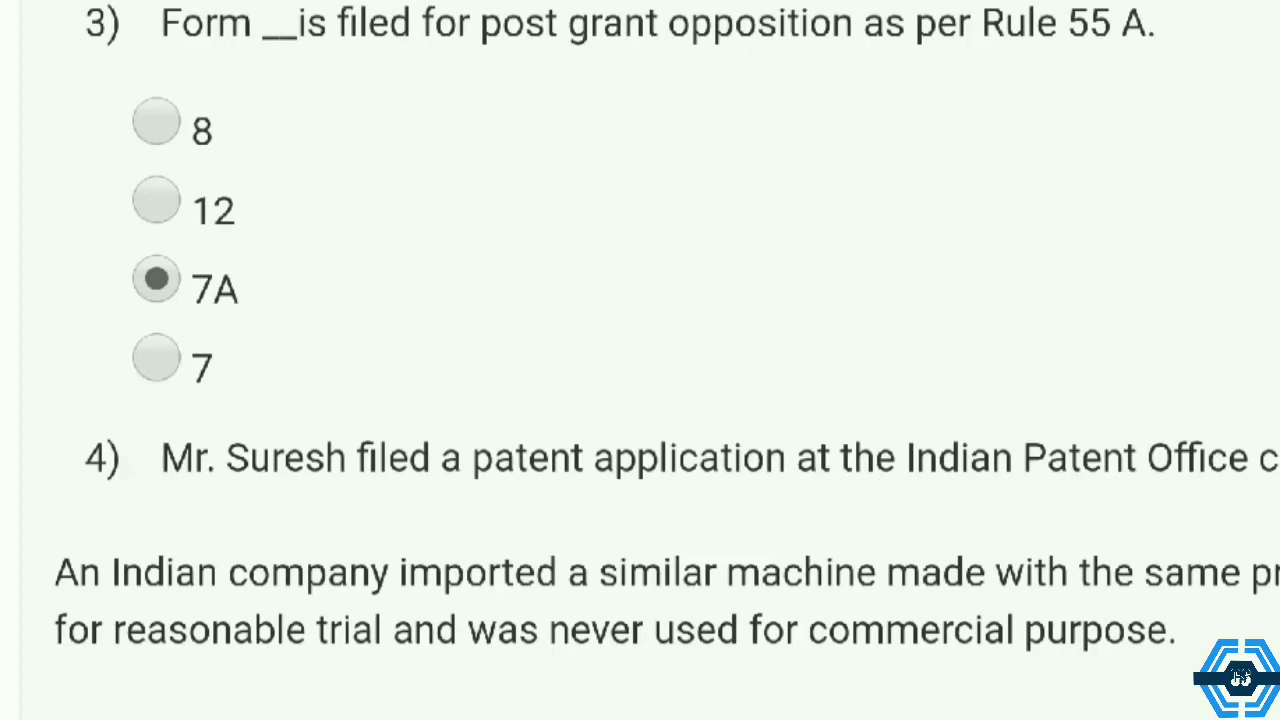 3) Form __is filed for post grant opposition as per Rule 55 A.
8
12
7A
7
4) Mr. Suresh filed a patent application at the Indian Patent Office c
An Indian company imported a similar machine made with the same pr
for reasonable trial and was never used for commercial purpose.